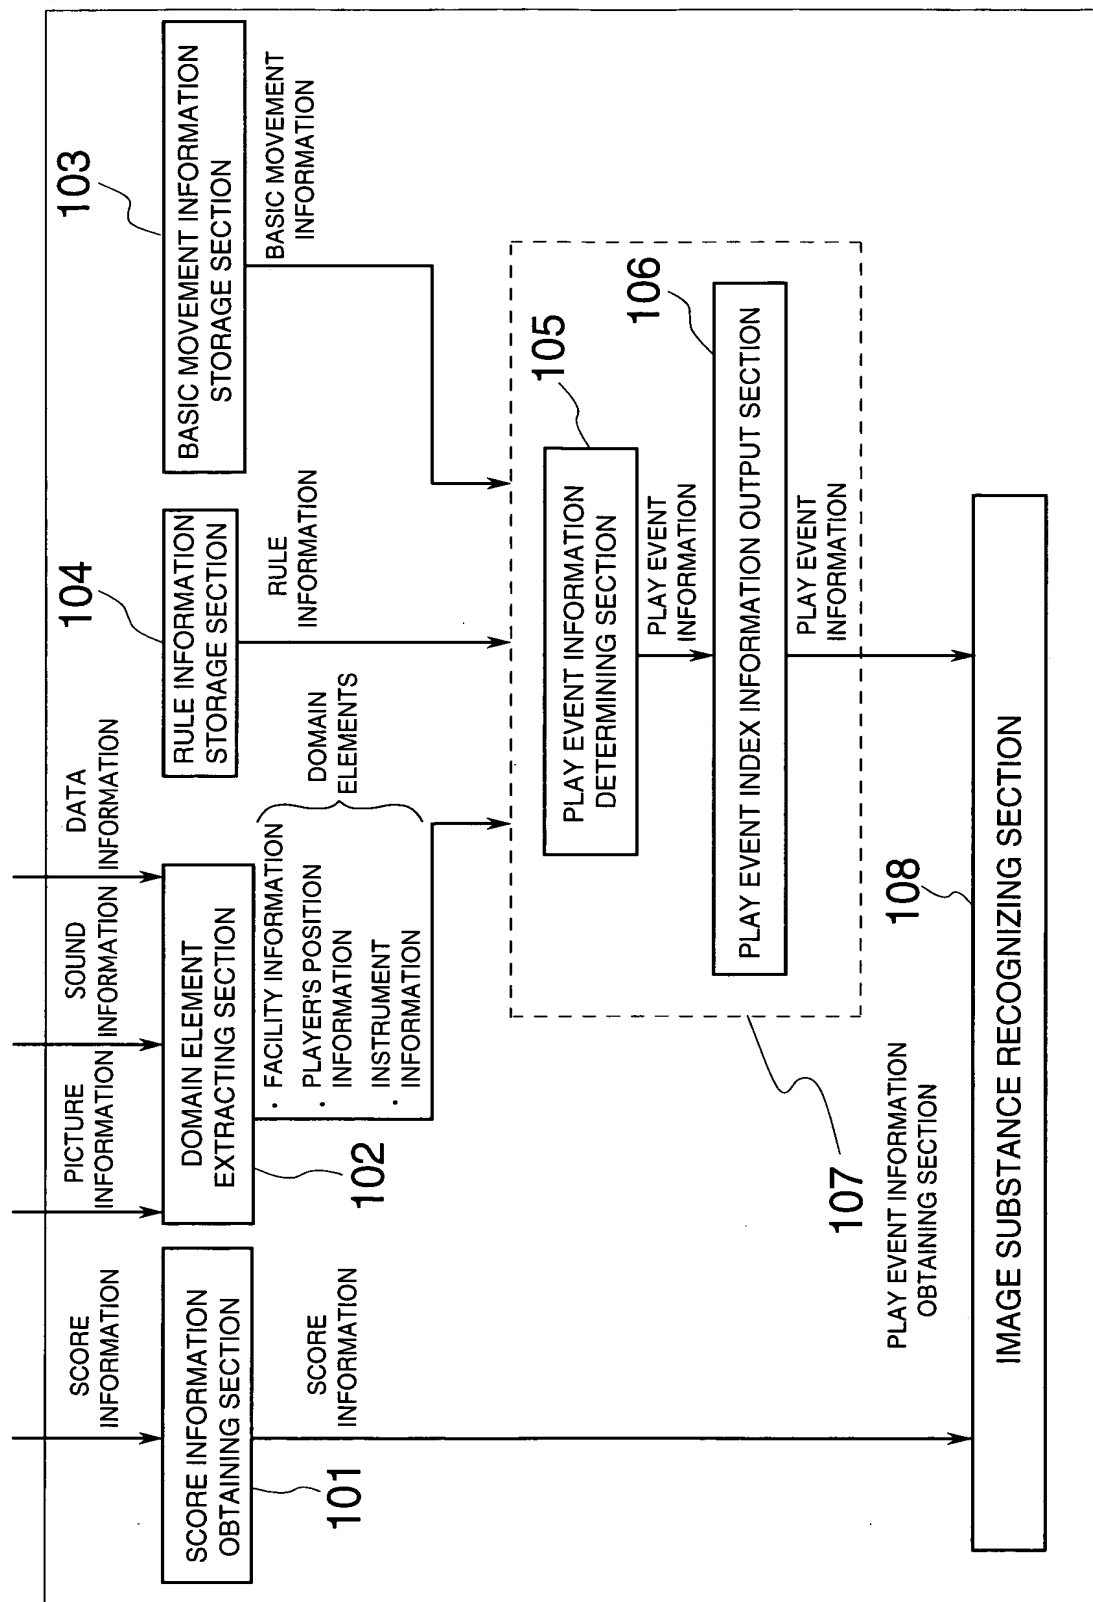 SCORE
INFORMATION
PICTURE
INFORMATION
SOUND
INFORMATION
DATA
INFORMATION
SCORE INFORMATION
OBTAINING SECTION
101
SCORE
INFORMATION
DOMAIN ELEMENT
EXTRACTING SECTION
102
· FACILITY INFORMATION
· PLAYER'S POSITION
INFORMATION
· INSTRUMENT
INFORMATION
DOMAIN
ELEMENTS
RULE INFORMATION
STORAGE SECTION
104
RULE
INFORMATION
BASIC MOVEMENT INFORMATION
STORAGE SECTION
103
BASIC MOVEMENT
INFORMATION
PLAY EVENT INFORMATION
DETERMINING SECTION
105
PLAY EVENT
INFORMATION
PLAY EVENT INDEX INFORMATION OUTPUT SECTION
106
PLAY EVENT
INFORMATION
107
PLAY EVENT INFORMATION
OBTAINING SECTION
108
IMAGE SUBSTANCE RECOGNIZING SECTION